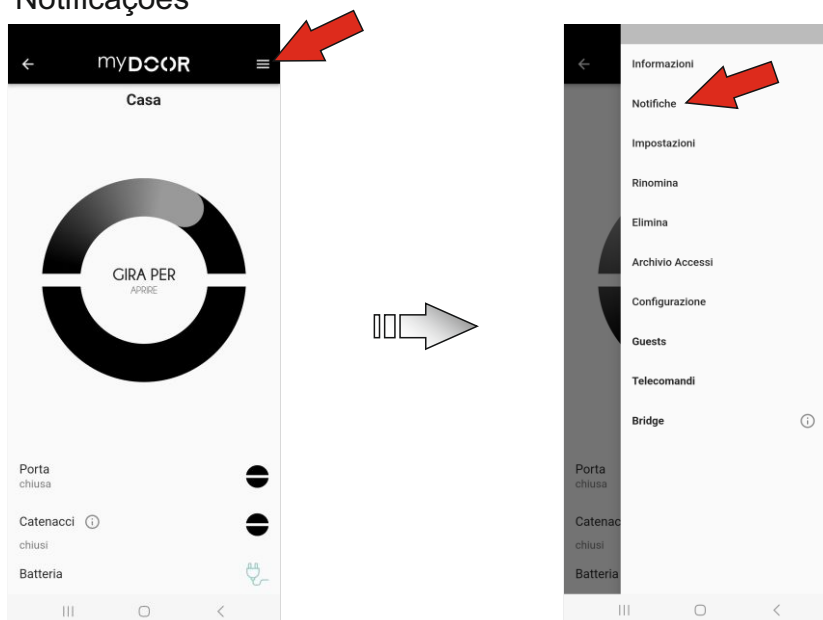 Notificações
myDOOR
Casa
GIRA PER
APRIRE
Porta
chiusa
Catenacci
chiusi
Batteria
Informazioni
Notifiche
Impostazioni
Rinomina
Elimina
Archivio Accessi
Configurazione
Guests
Telecomandi
Bridge
Porta
chiusa
Catenac
chiusi
Batteria